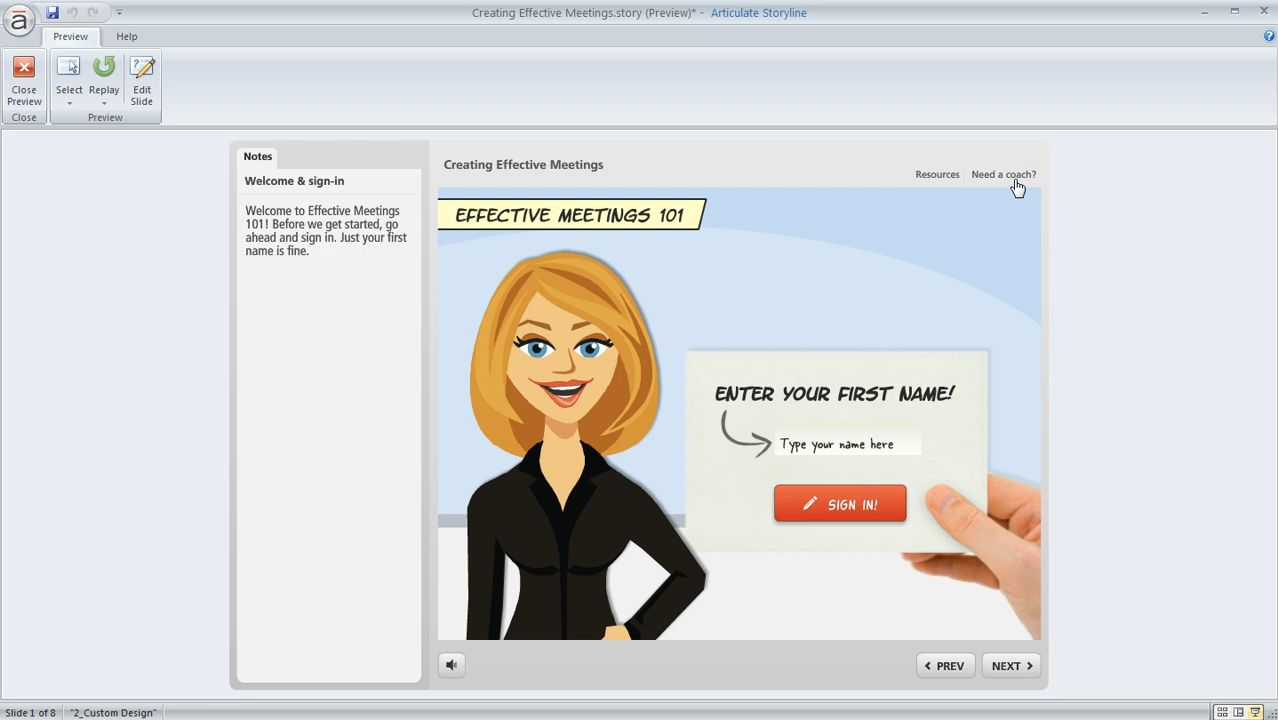 Creating Effective Meetings.story (Preview)* - Articulate Storyline
Preview Help
Close Preview
Select
Replay
Edit Slide
Close
Preview
Notes
Welcome & sign-in
Welcome to Effective Meetings
101! Before we get started, go
ahead and sign in. Just your first
name is fine.
Creating Effective Meetings
Resources Need a coach?
EFFECTIVE MEETINGS 101
ENTER YOUR FIRST NAME!
Type your name here
SIGN IN!
PREV NEXT
Slide 1 of 8 "2_Custom Design"